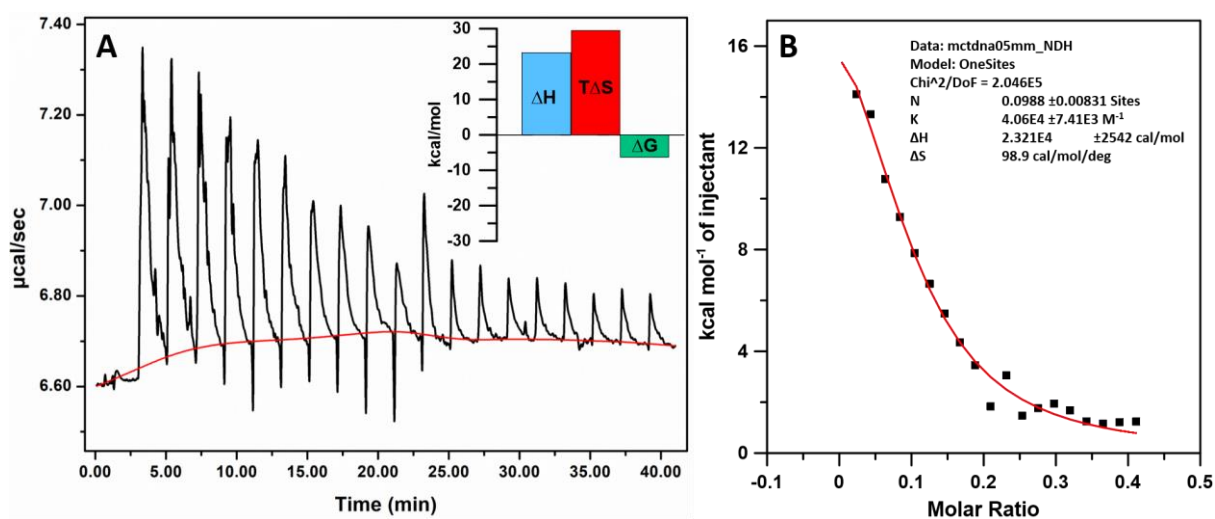 A
7.40
7.20
7.00
6.80
6.60
µcal/sec
0.00 5.00 10.00 15.00 20.00 25.00 30.00 35.00 40.00
Time (min)
30
20
10
0
-10
-20
-30
kcal/mol
ΔH
TΔS
ΔG
B
16
12
8
4
0
kcal mol⁻¹ of injectant
-0.1 0 0.1 0.2 0.3 0.4 0.5
Molar Ratio
Data: mctdna05mm_NDH
Model: OneSites
Chi^2/DoF = 2.046E5
N 0.0988 ±0.00831 Sites
K 4.06E4 ±7.41E3 M⁻¹
ΔH 2.321E4 ±2542 cal/mol
ΔS 98.9 cal/mol/deg